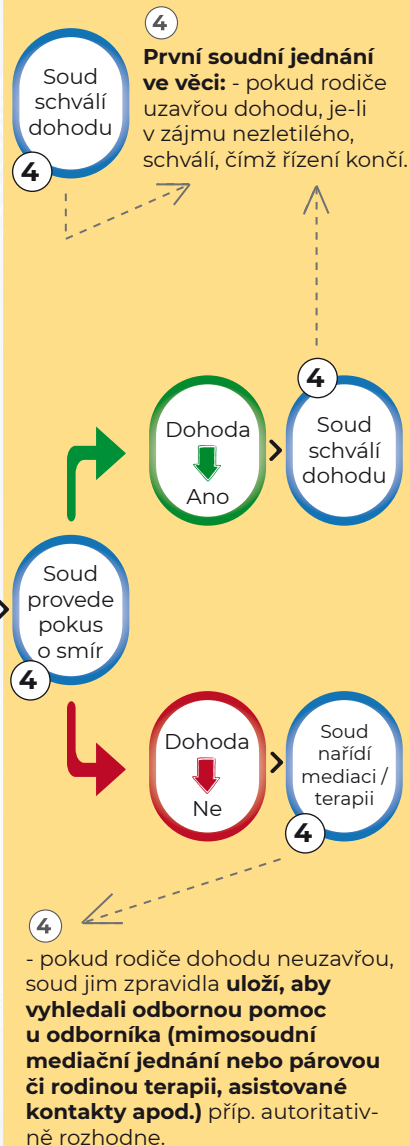 4
První soudní jednání
ve věci: - pokud rodiče
uzavřou dohodu, je-li
v zájmu nezletilého,
schválí, čímž řízení končí.
Soud
schválí
dohodu
4
4
Dohoda
Ano
Soud
schválí
dohodu
Soud
provede
pokus
o smír
4
Dohoda
Ne
Soud
nařídí
mediaci /
terapii
4
4
- pokud rodiče dohodu neuzavřou,
soud jim zpravidla uloží, aby
vyhledali odbornou pomoc
u odborníka (mimosoudní
mediační jednání nebo párovou
či rodinou terapii, asistované
kontakty apod.) příp. autoritativ-
ně rozhodne.